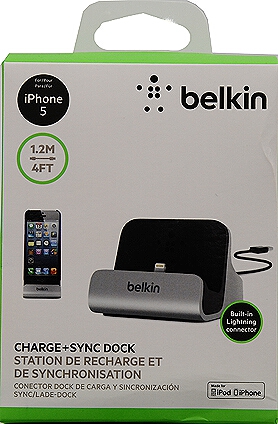 For/Pour
Para/Für
iPhone
5
belkin
1.2M
4FT
belkin
Built-in
Lightning
connector
CHARGE+SYNC DOCK
STATION DE RECHARGE ET
DE SYNCHRONISATION
CONECTOR DOCK DE CARGA Y SINCRONIZACIÓN
SYNC/LADE-DOCK
Made for
iPod iPhone